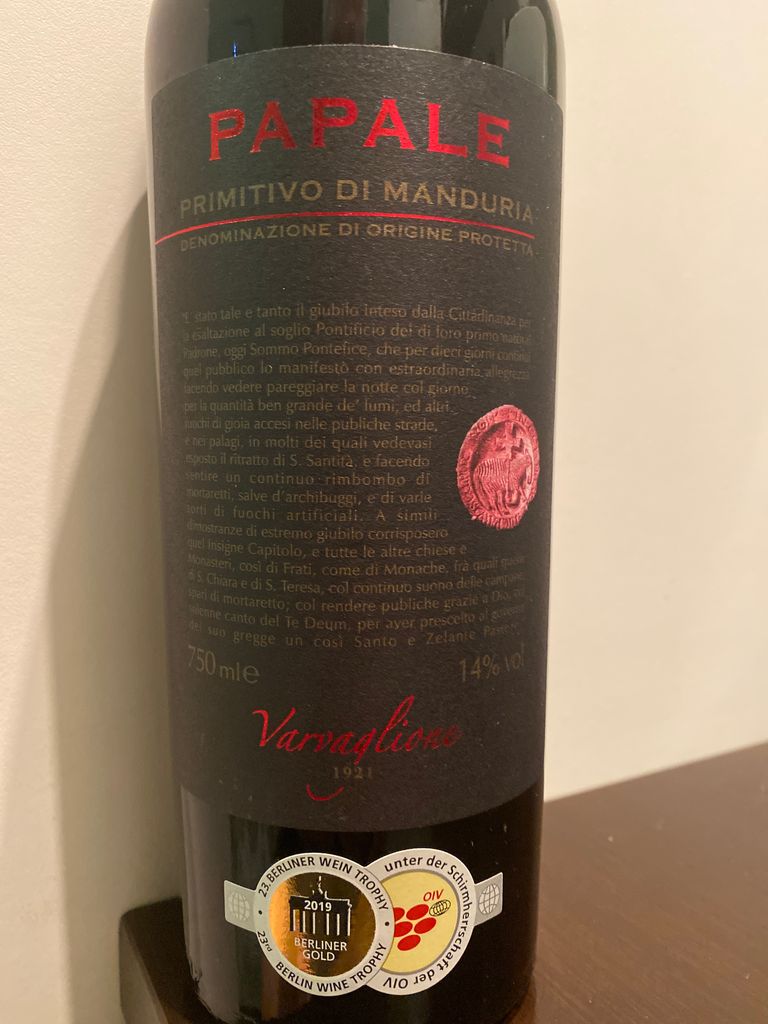 PAPALE
PRIMITIVO DI MANDURIA
DENOMINAZIONE DI ORIGINE PROTETTA
"E' stato tale e tanto il giubilo inteso dalla Cittadinanza per
la esaltazione al soglio Pontificio del di loro primo natural
Padrone, oggi Sommo Pontefice, che per dieci giorni continui
quel pubblico lo manifestò con estraordinaria allegrezza
facendo vedere pareggiare la notte col giorno
per la quantità ben grande de' lumi, ed altri
fuochi di gioia accesi nelle publiche strade,
e nei palagi, in molti dei quali vedevasi
esposto il ritratto di S. Santità, e facendo
sentire un continuo rimbombo di
mortaretti, salve d'archibuggi, e di varie
sorti di fuochi artificiali. A simili
dimostranze di estremo giubilo corrisposero
quel Insigne Capitolo, e tutte le altre chiese e
Monasteri, così di Frati, come di Monache, frà quali queste
di S. Chiara e di S. Teresa, col continuo suono delle campane
spari di mortaretto; col rendere publiche grazie a Dio, col
solenne canto del Te Deum, per aver prescelto al governo
del suo gregge un così Santo e Zelante
750 ml e
14% vol
Varvaglione
1921
23. BERLINER WEIN TROPHY
2019
BERLINER
GOLD
23rd BERLIN WINE TROPHY
unter der Schirmherrschaft der OIV
OIV